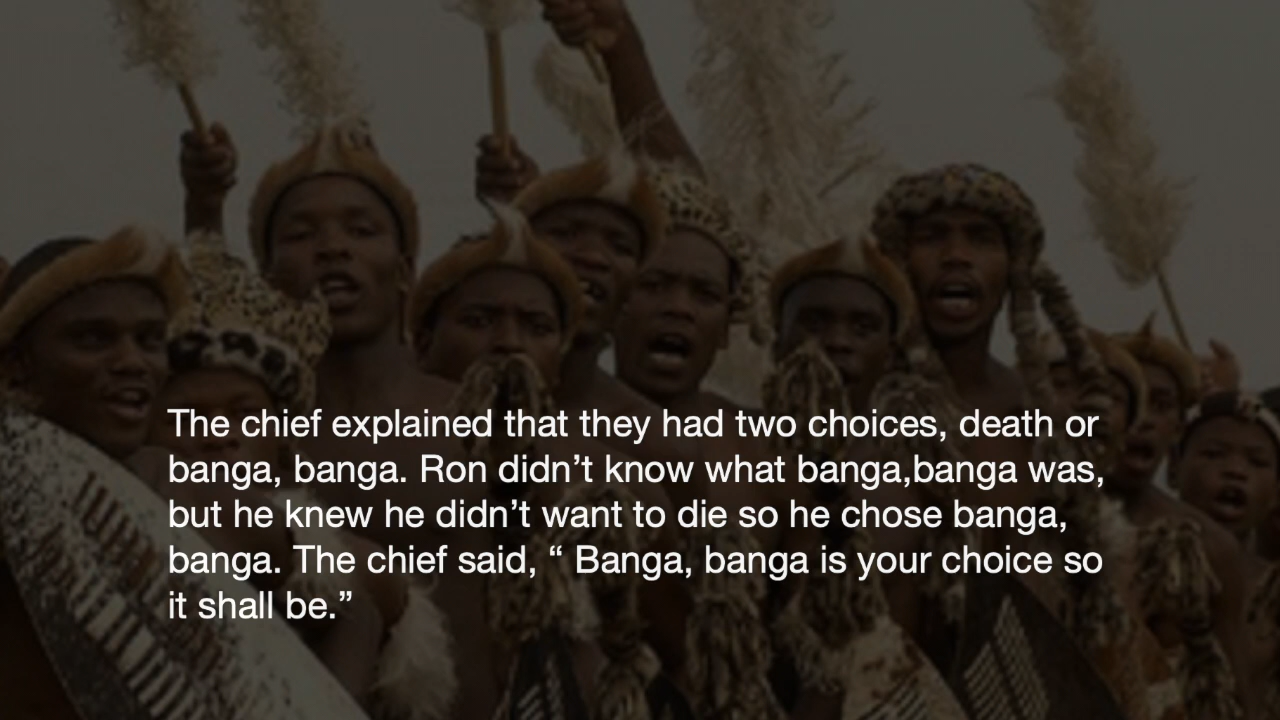 The chief explained that they had two choices, death or
banga, banga. Ron didn’t know what banga,banga was,
but he knew he didn’t want to die so he chose banga,
banga. The chief said, “ Banga, banga is your choice so
it shall be.”